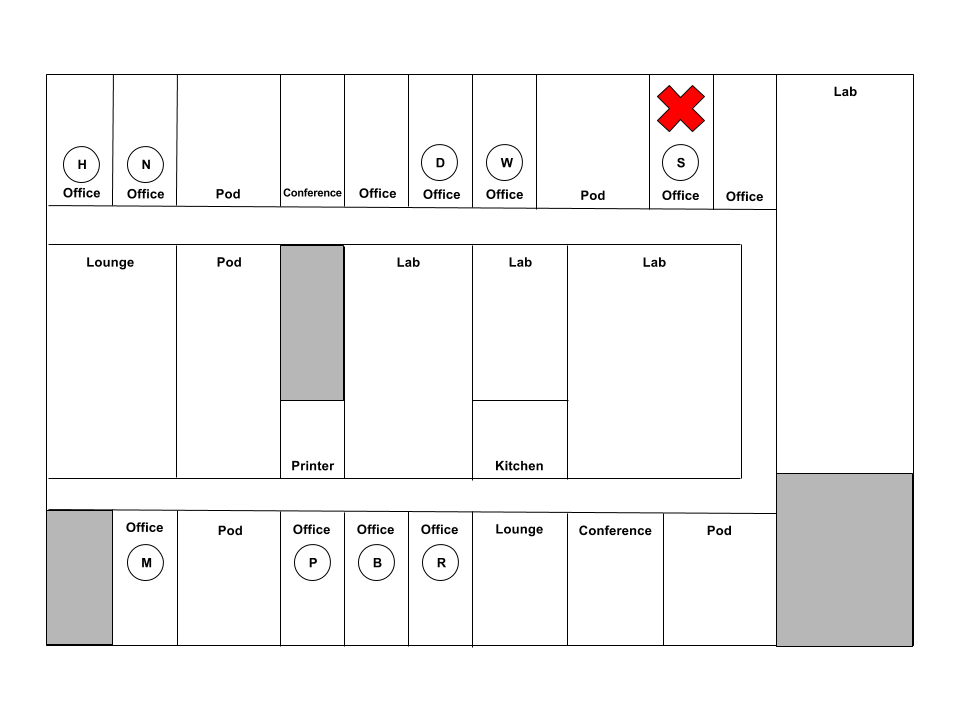 Lab
H
N
D
W
S
Office
Office
Pod
Conference
Office
Office
Office
Pod
Office
Office
Lounge
Pod
Lab
Lab
Lab
Printer
Kitchen
Office
Pod
Office
Office
Office
Lounge
Conference
Pod
M
P
B
R